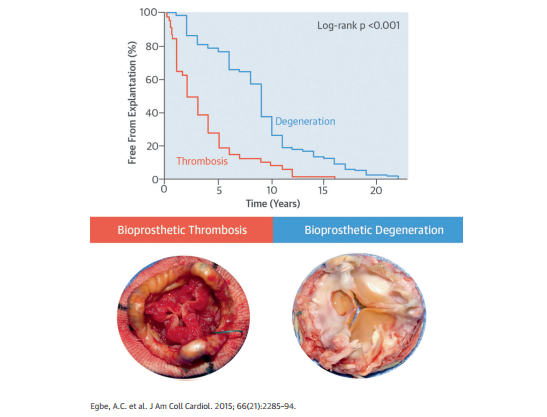 100
80
60
40
20
0
Free From Explantation (%)
Log-rank p <0.001
Degeneration
Thrombosis
0 5 10 15 20
Time (Years)
Bioprosthetic Thrombosis
Bioprosthetic Degeneration
Egbe, A.C. et al. J Am Coll Cardiol. 2015; 66(21):2285–94.